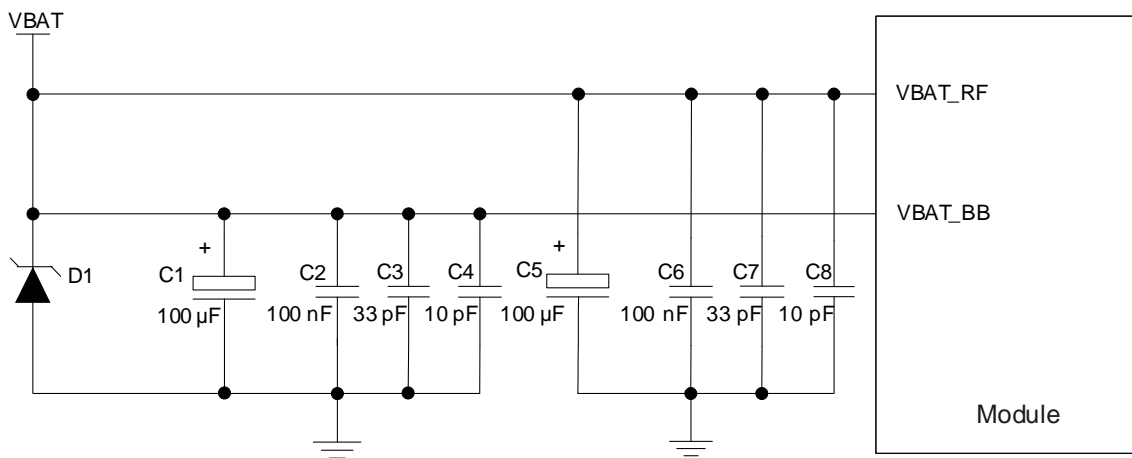 VBAT
VBAT_RF
VBAT_BB
+
+
D1
C1
C2
C3
C4
C5
C6
C7
C8
100 µF
100 nF
33 pF
10 pF
100 µF
100 nF
33 pF
10 pF
Module